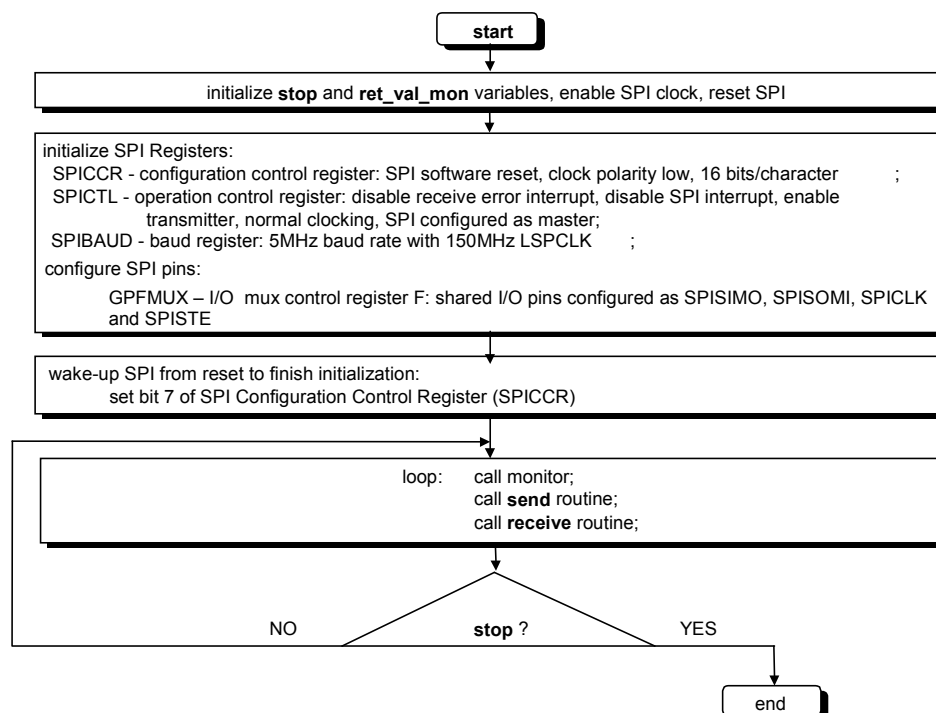 start
initialize stop and ret_val_mon variables, enable SPI clock, reset SPI
initialize SPI Registers:
SPICCR - configuration control register: SPI software reset, clock polarity low, 16 bits/character ;
SPICTL - operation control register: disable receive error interrupt, disable SPI interrupt, enable
transmitter, normal clocking, SPI configured as master;
SPIBAUD - baud register: 5MHz baud rate with 150MHz LSPCLK ;
configure SPI pins:
GPFMUX – I/O mux control register F: shared I/O pins configured as SPISIMO, SPISOMI, SPICLK
and SPISTE
wake-up SPI from reset to finish initialization:
set bit 7 of SPI Configuration Control Register (SPICCR)
loop: call monitor;
call send routine;
call receive routine;
NO stop ? YES
end